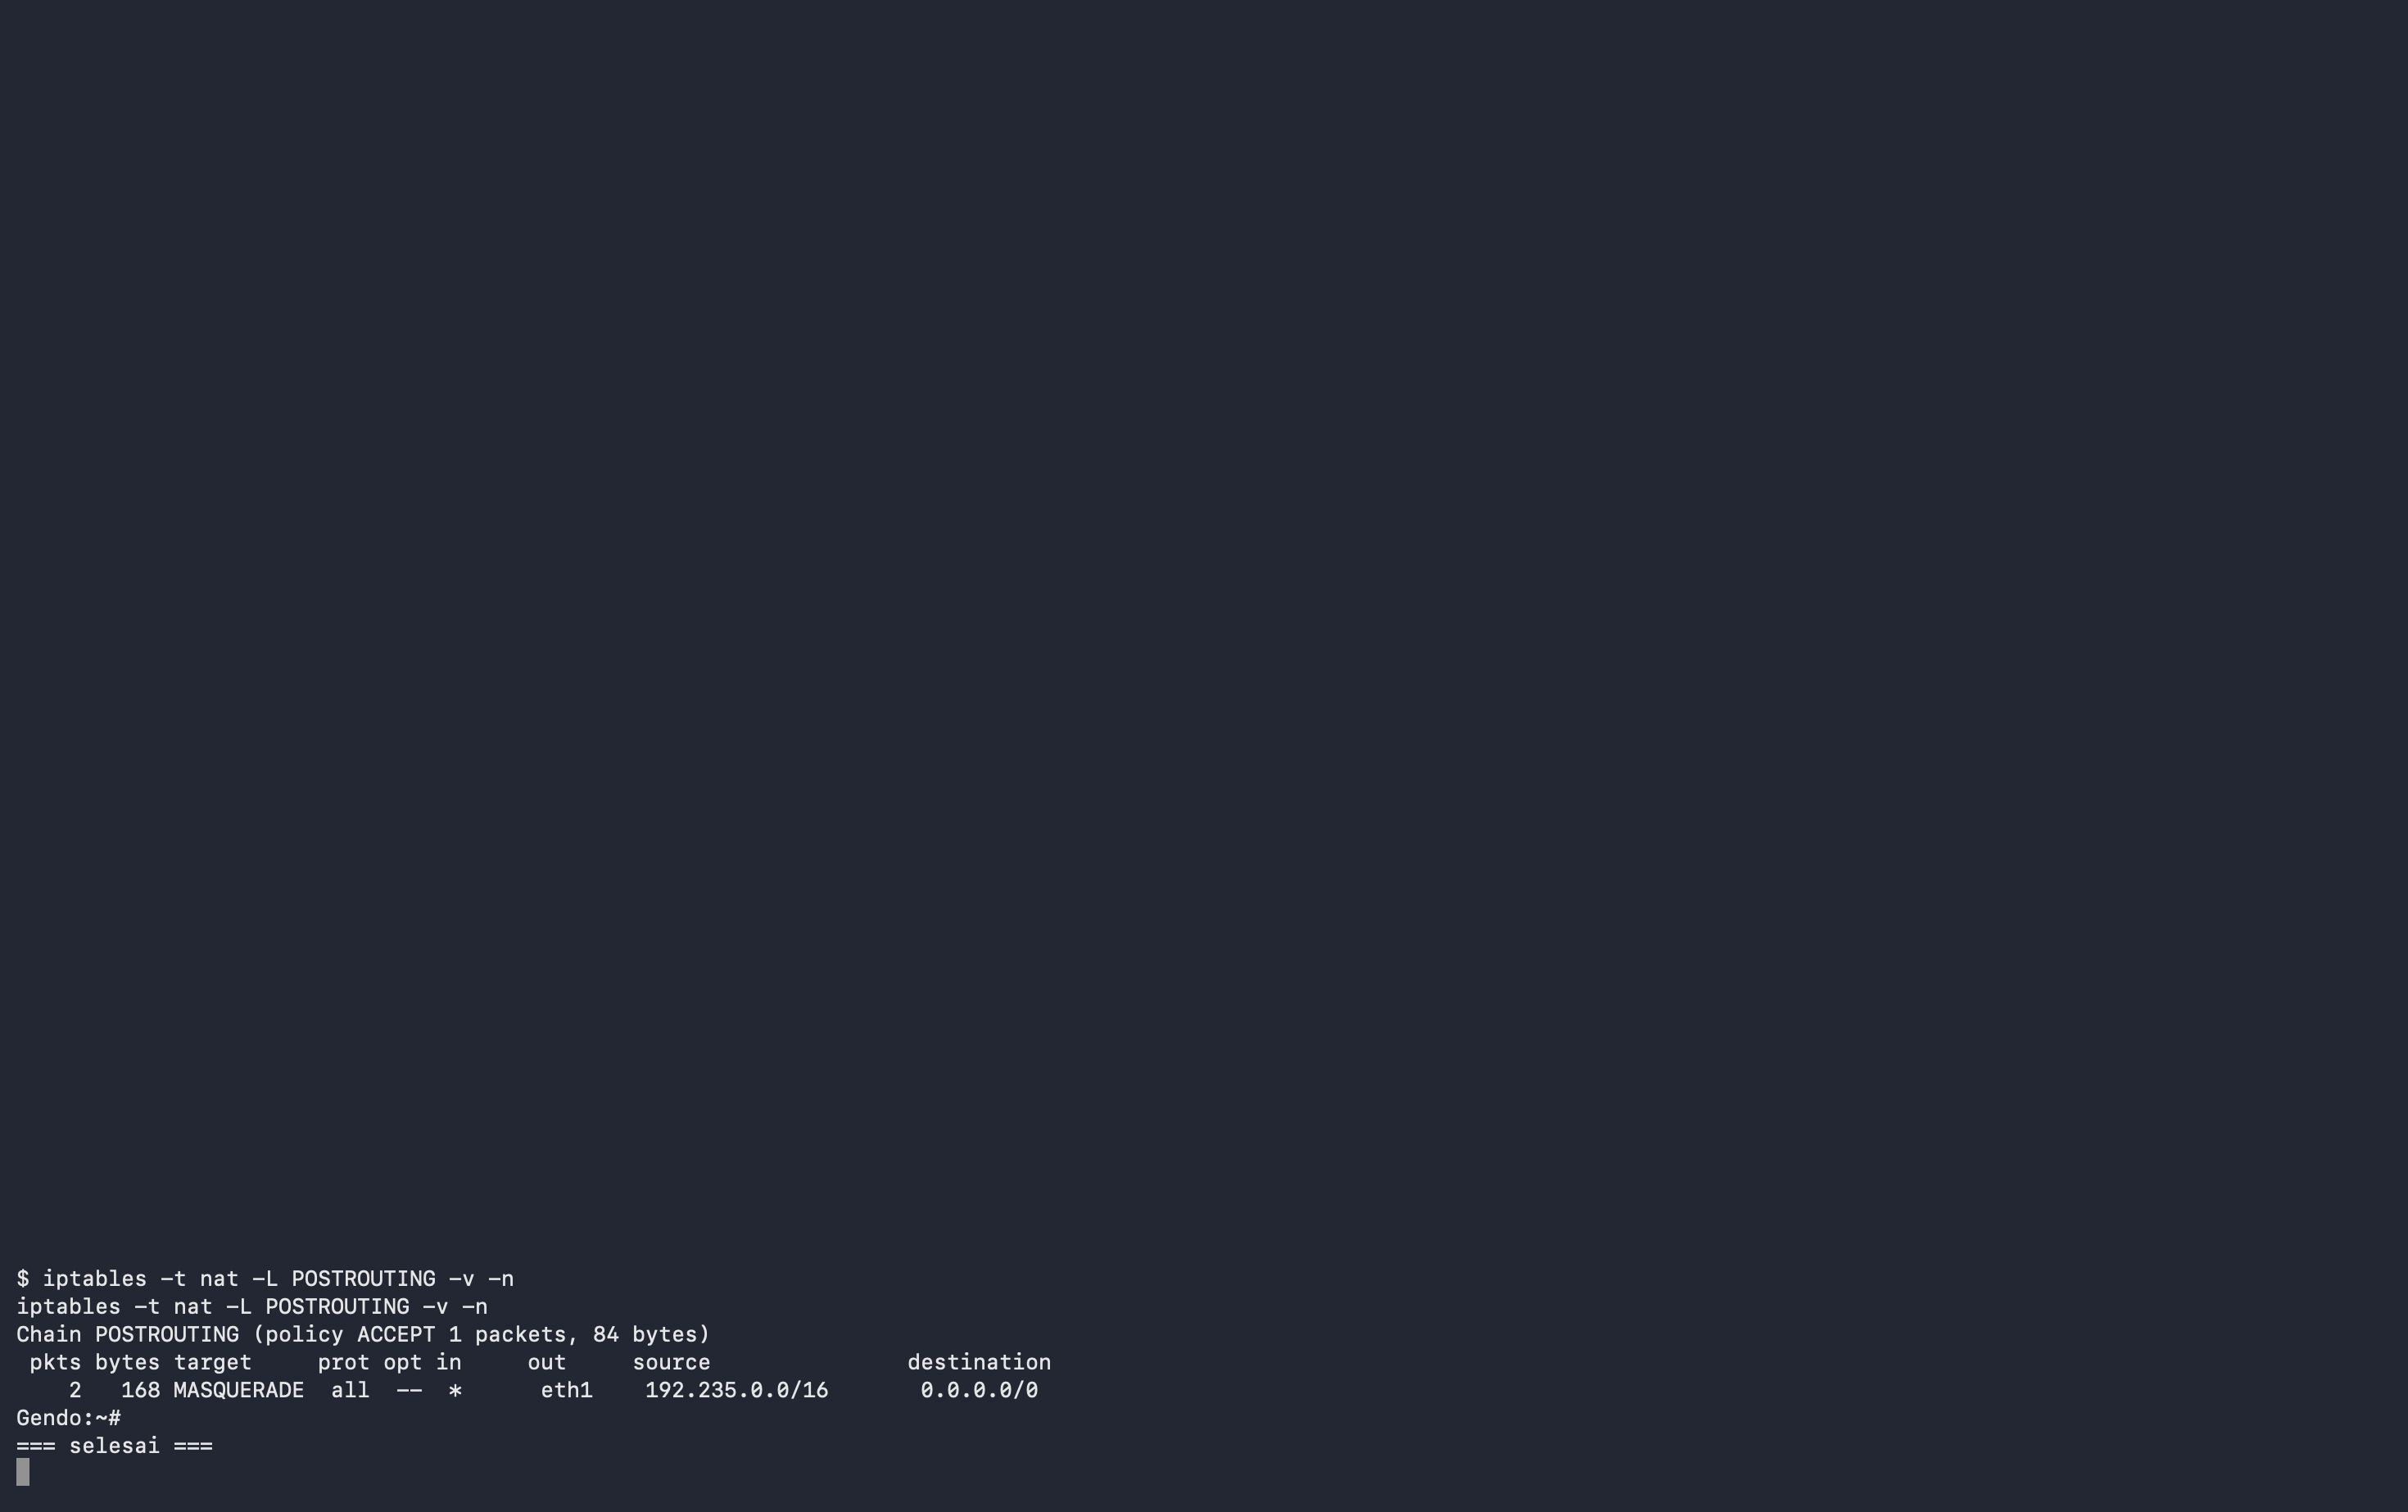 $ iptables -t nat -L POSTROUTING -v -n
iptables -t nat -L POSTROUTING -v -n
Chain POSTROUTING (policy ACCEPT 1 packets, 84 bytes)
 pkts bytes target     prot opt in     out     source               destination
    2   168 MASQUERADE  all  --  *      eth1    192.235.0.0/16       0.0.0.0/0
Gendo:~#
=== selesai ===